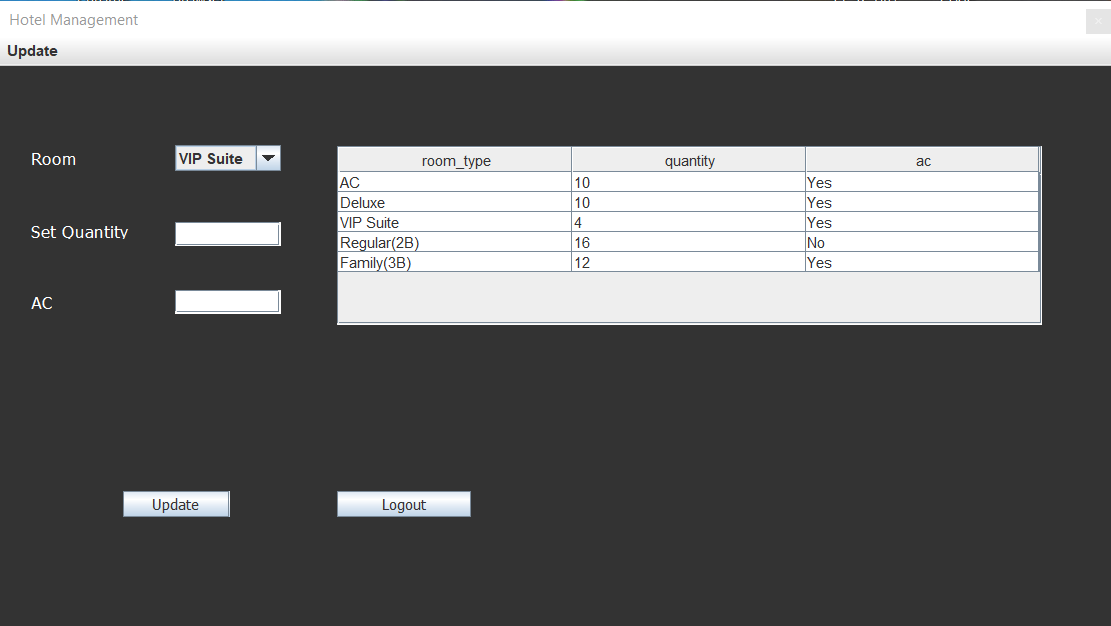 Hotel Management
Update
Room
VIP Suite
Set Quantity
AC
room_type quantity ac
AC 10 Yes
Deluxe 10 Yes
VIP Suite 4 Yes
Regular(2B) 16 No
Family(3B) 12 Yes
Update
Logout